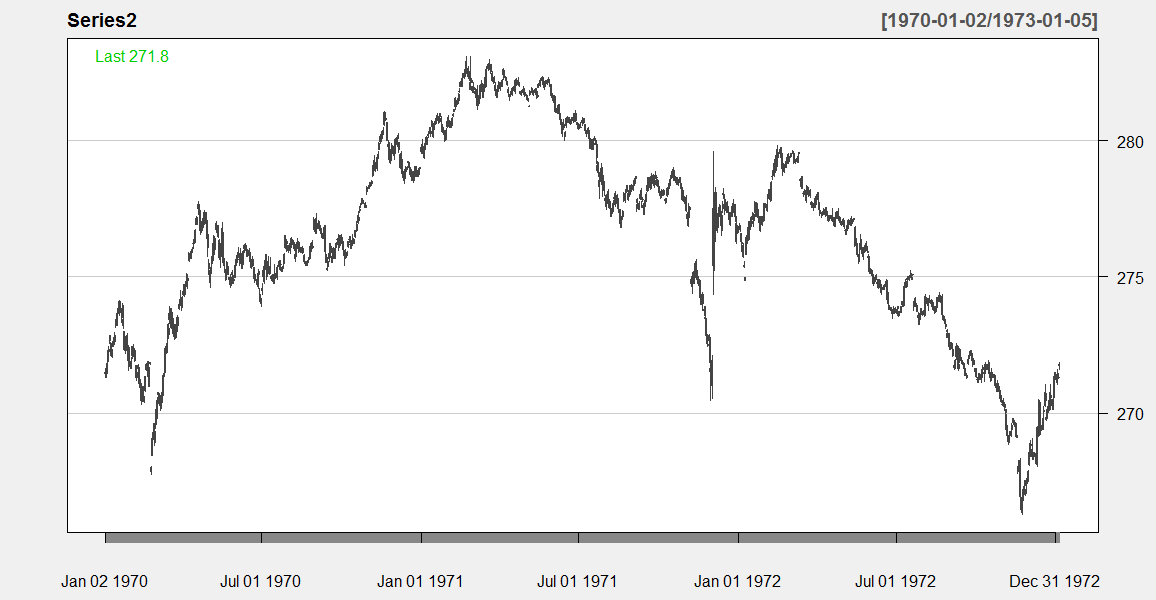 Series2 [1970-01-02/1973-01-05]
Last 271.8
280
275
270
Jan 02 1970 Jul 01 1970 Jan 01 1971 Jul 01 1971 Jan 01 1972 Jul 01 1972 Dec 31 1972